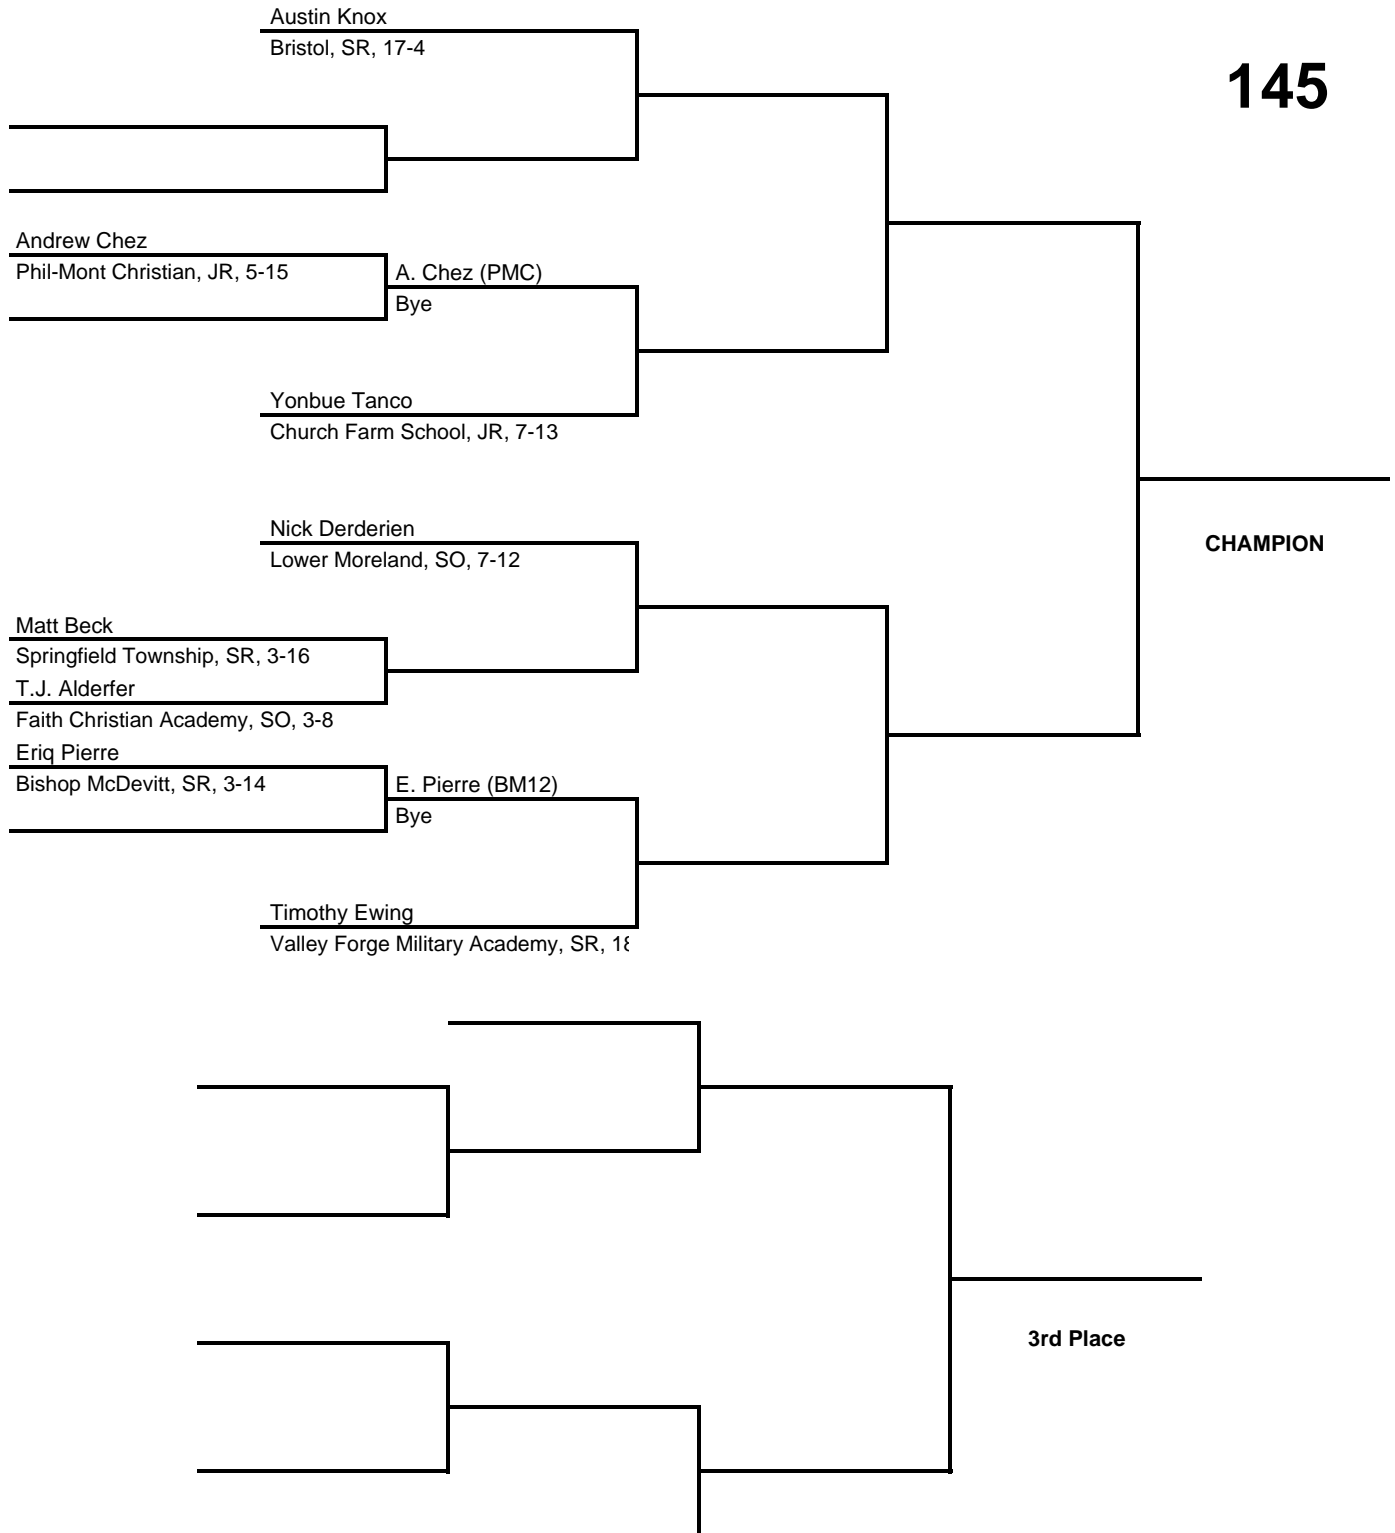 Austin Knox
Bristol, SR, 17-4
145
Andrew Chez
Phil-Mont Christian, JR, 5-15
A. Chez (PMC)
Bye
Yonbue Tanco
Church Farm School, JR, 7-13
Nick Derderien
Lower Moreland, SO, 7-12
CHAMPION
Matt Beck
Springfield Township, SR, 3-16
T.J. Alderfer
Faith Christian Academy, SO, 3-8
Eriq Pierre
Bishop McDevitt, SR, 3-14
E. Pierre (BM12)
Bye
Timothy Ewing
Valley Forge Military Academy, SR,
3rd Place